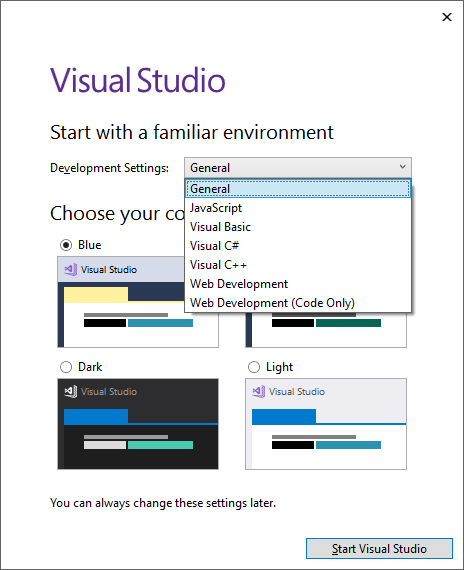 Visual Studio
Start with a familiar environment
Development Settings: General
General
JavaScript
Visual Basic
Visual C#
Visual C++
Web Development
Web Development (Code Only)
Choose your co
Blue
Visual Studio
Dark
Light
Visual Studio
Visual Studio
You can always change these settings later.
Start Visual Studio